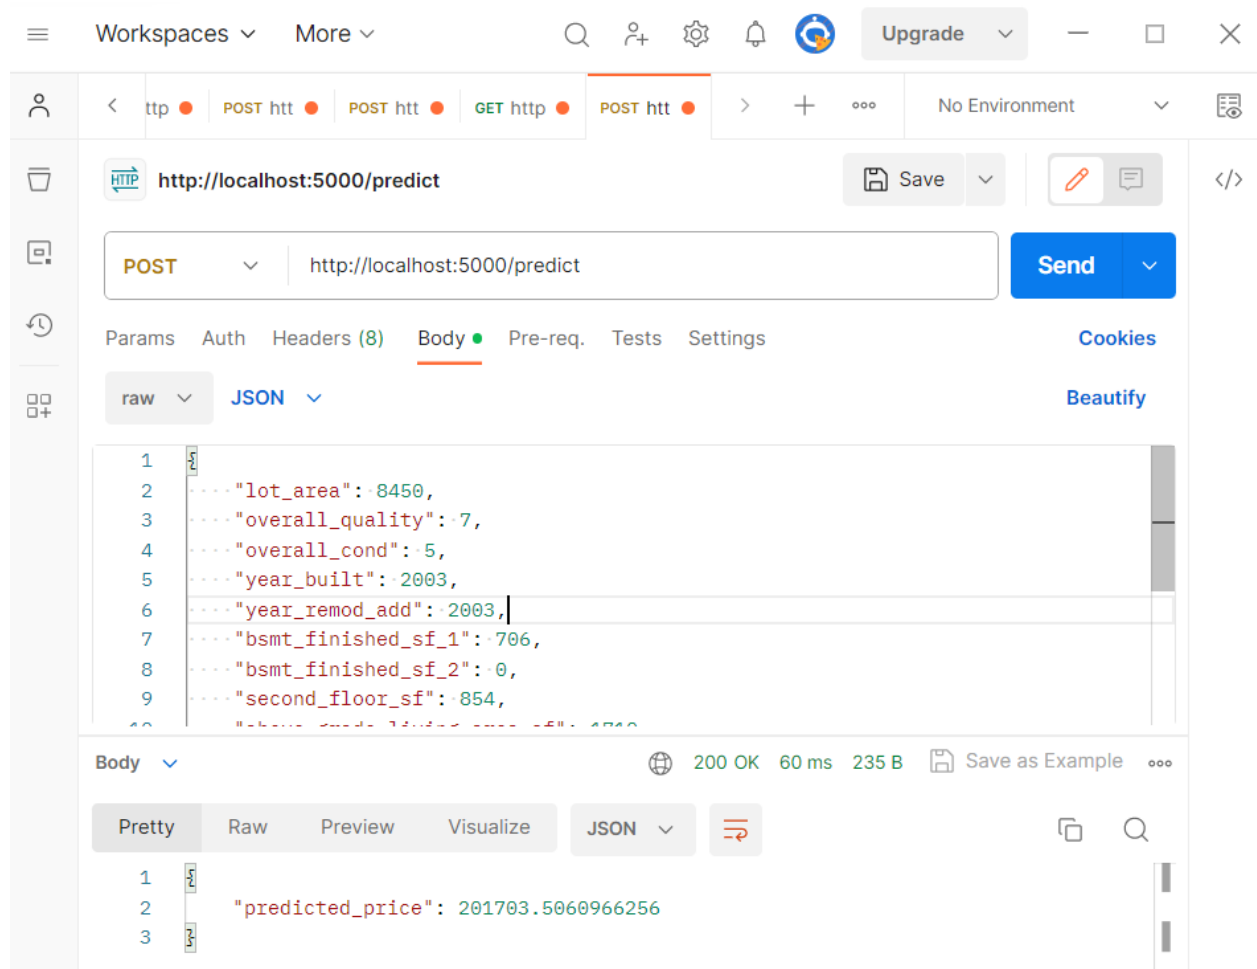 Workspaces More Upgrade
ttp POST htt POST htt GET http POST htt No Environment
HTTP http://localhost:5000/predict Save </>
POST http://localhost:5000/predict Send
Params Auth Headers (8) Body Pre-req. Tests Settings Cookies
raw JSON Beautify
1 {
2 "lot_area": 8450,
3 "overall_quality": 7,
4 "overall_cond": 5,
5 "year_built": 2003,
6 "year_remod_add": 2003,
7 "bsmt_finished_sf_1": 706,
8 "bsmt_finished_sf_2": 0,
9 "second_floor_sf": 854,
Body 200 OK 60 ms 235 B Save as Example
Pretty Raw Preview Visualize JSON
1 {
2 "predicted_price": 201703.5060966256
3 }